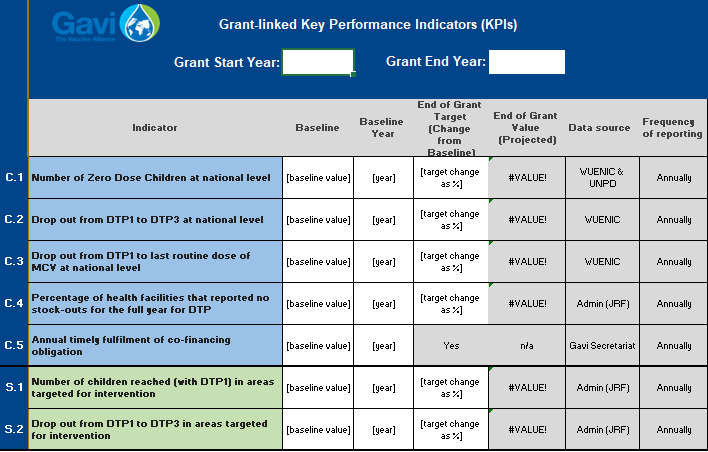 Gavi
The Vaccine Alliance
Grant-linked Key Performance Indicators (KPIs)
Grant Start Year:
Grant End Year:
Indicator
Baseline
Baseline
Year
End of Grant
Target
(Change
from
Baseline)
End of Grant
Value
(Projected)
Data source
Frequency
of reporting
C.1
Number of Zero Dose Children at national level
[baseline value]
[year]
[target change
as %]
#VALUE!
WUENIC &
UNPD
Annually
C.2
Drop out from DTP1 to DTP3 at national level
[baseline value]
[year]
[target change
as %]
#VALUE!
WUENIC
Annually
C.3
Drop out from DTP1 to last routine dose of
MCV at national level
[baseline value]
[year]
[target change
as %]
#VALUE!
WUENIC
Annually
C.4
Percentage of health facilities that reported no
stock-outs for the full year for DTP
[baseline value]
[year]
[target change
as %]
#VALUE!
Admin (JRF)
Annually
C.5
Annual timely fulfilment of co-financing
obligation
[baseline value]
[year]
Yes
n/a
Gavi Secretariat
Annually
S.1
Number of children reached (with DTP1) in areas
targeted for intervention
[baseline value]
[year]
[target change
as %]
#VALUE!
Admin (JRF)
Annually
S.2
Drop out from DTP1 to DTP3 in areas targeted
for intervention
[baseline value]
[year]
[target change
as %]
#VALUE!
Admin (JRF)
Annually